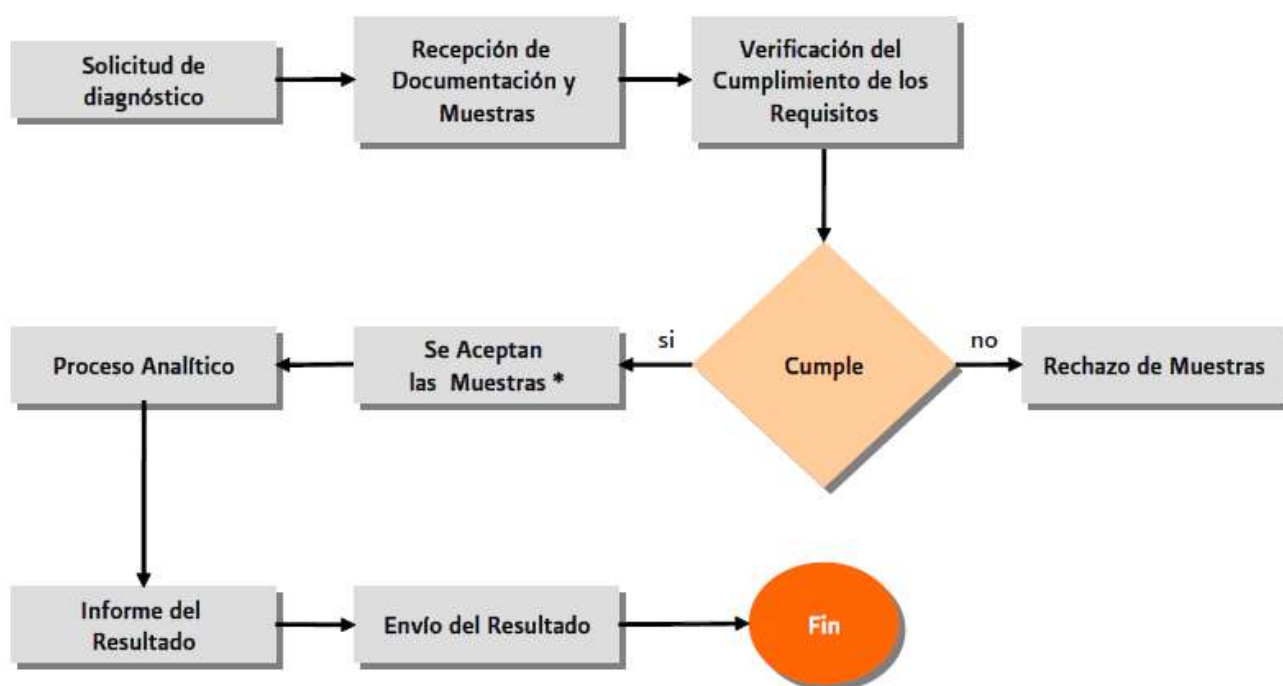 Solicitud de
diagnóstico
Recepción de
Documentación y
Muestras
Verificación del
Cumplimiento de los
Requisitos
Cumple
si
no
Se Aceptan
las Muestras *
Proceso Analítico
Rechazo de Muestras
Informe del
Resultado
Envío del Resultado
Fin